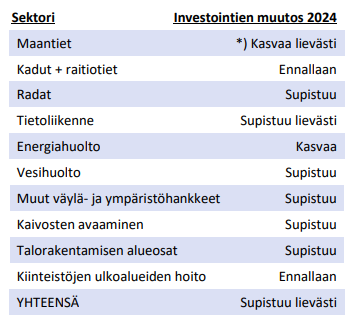 Sektori Investointien muutos 2024
Maantiet *) Kasvaa lievästi
Kadut + raitiotiet Ennallaan
Radat Supistuu
Tietoliikenne Supistuu lievästi
Energiahuolto Kasvaa
Vesihuolto Supistuu
Muut väylä- ja ympäristöhankkeet Supistuu
Kaivosten avaaminen Supistuu
Talorakentamisen alueosat Supistuu
Kiinteistöjen ulkoalueiden hoito Ennallaan
YHTEENSÄ Supistuu lievästi